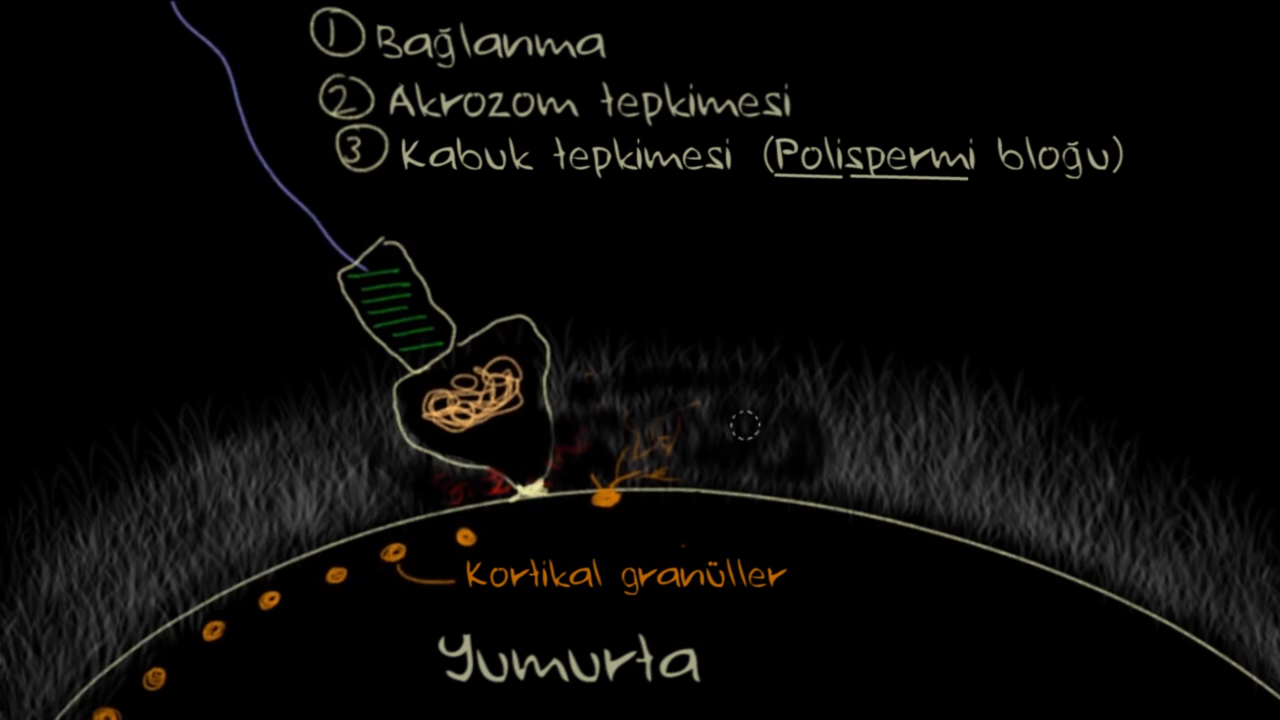 1 Bağlanma
2 Akrozom tepkimesi
3 Kabuk tepkimesi (Polispermi bloğu)
Kortikal granüller
Yumurta